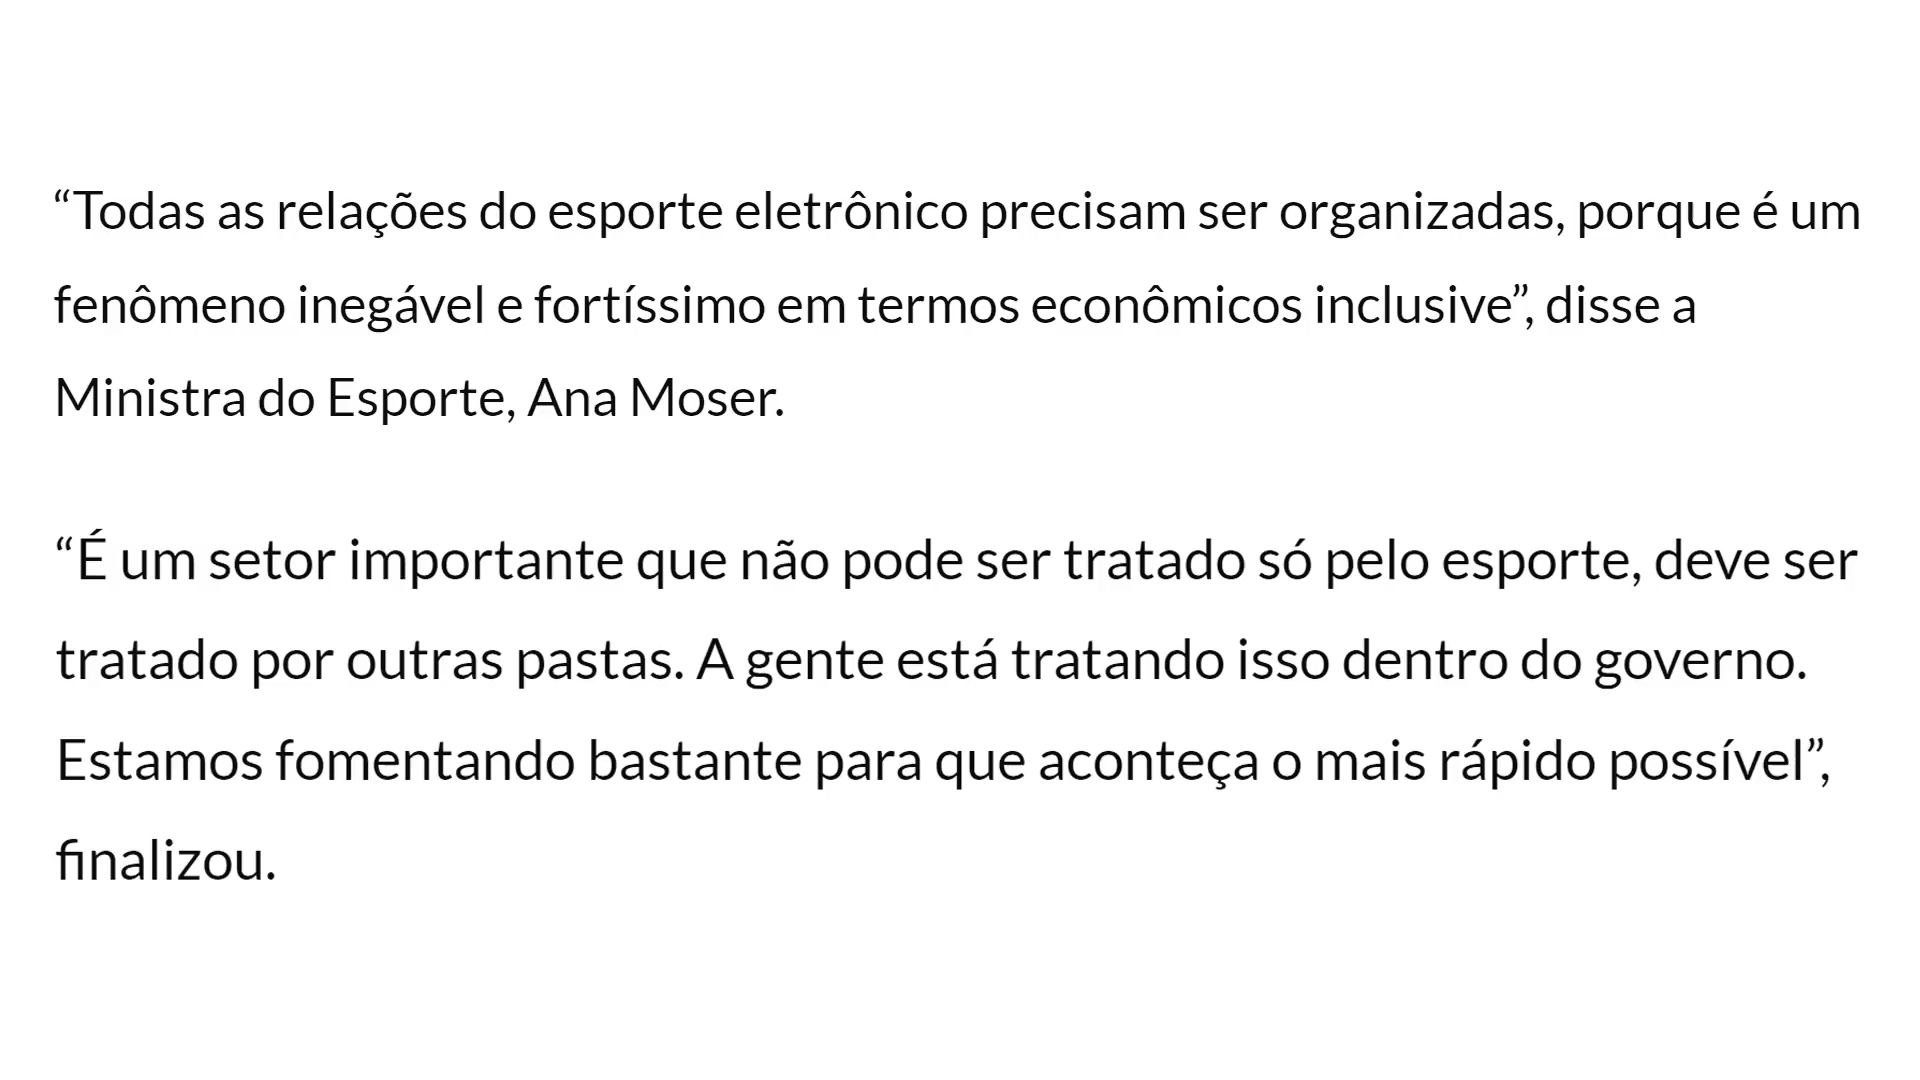 “Todas as relações do esporte eletrônico precisam ser organizadas, porque é um
fenômeno inegável e fortíssimo em termos econômicos inclusive”, disse a
Ministra do Esporte, Ana Moser.
“É um setor importante que não pode ser tratado só pelo esporte, deve ser
tratado por outras pastas. A gente está tratando isso dentro do governo.
Estamos fomentando bastante para que aconteça o mais rápido possível”,
finalizou.